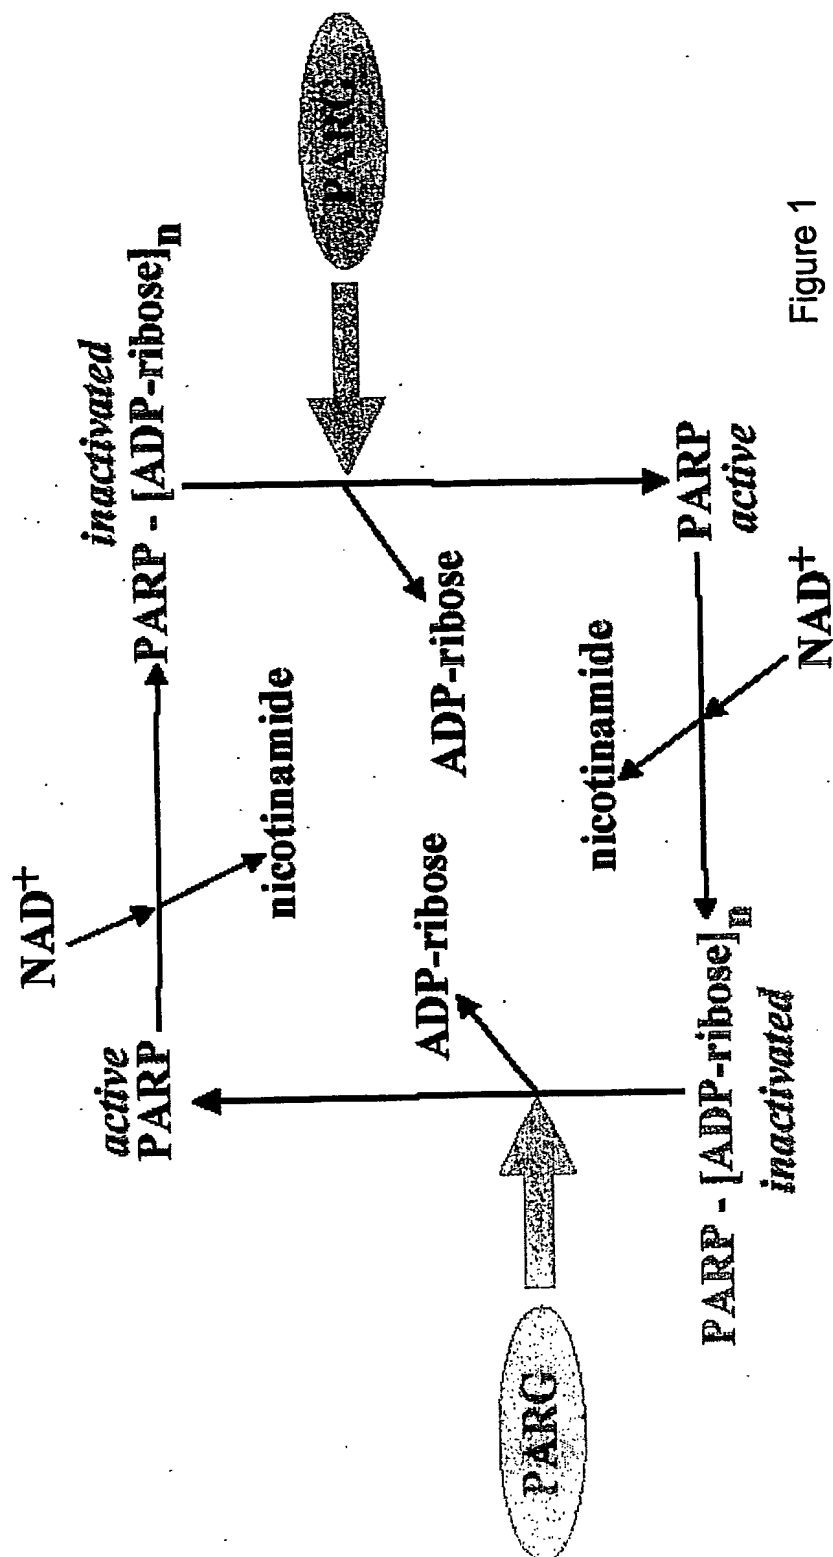 NAD+
active
PARP
inactivated
PARP - [ADP-ribose]n
nicotinamide
PARG
ADP-ribose
ADP-ribose
PARG
nicotinamide
PARP - [ADP-ribose]n
inactivated
PARP
active
NAD+
Figure 1